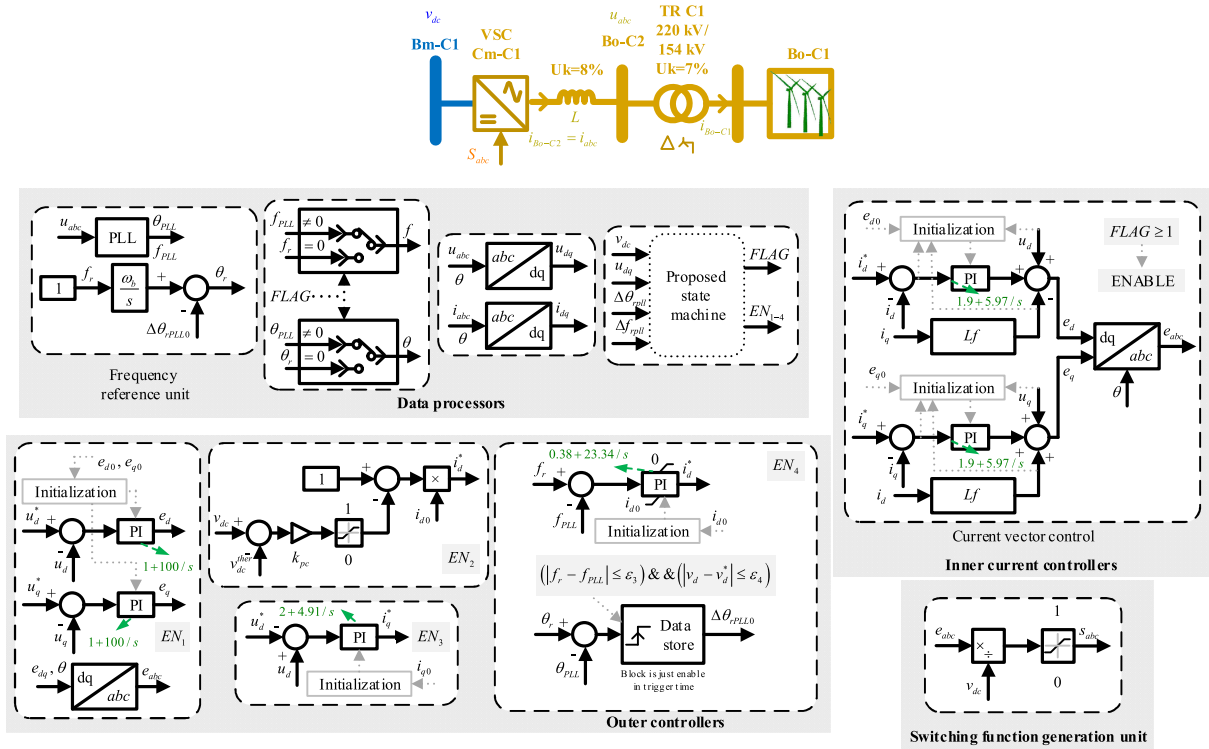 v_dc
Bm-C1
VSC
Cm-C1
S_abc
Uk=8%
L
i_Bo-C2 = i_abc
u_abc
Bo-C2
TR C1
220 kV/
154 kV
Uk=7%
Δ
i_Bo-C1
Bo-C1
u_abc
PLL
θ_PLL
f_PLL
1
f_r
ω_b
s
+
-
θ_r
Δθ_rPLL0
Frequency
reference unit
f_PLL ≠ 0
f_r = 0
f
FLAG
θ_PLL ≠ 0
θ_r = 0
θ
u_abc
θ
abc
dq
u_dq
i_abc
θ
abc
dq
i_dq
v_dc
u_dq
Δθ_rpll
Δf_rpll
Proposed
state
machine
FLAG
EN_1-4
Data processors
e_d0
Initialization
u_d
i_d^*
+
-
i_d
PI
1.9+5.97/s
+
+
-
i_q
Lf
e_d
e_q0
Initialization
u_q
i_q^*
+
-
i_q
PI
1.9+5.97/s
+
+
+
i_d
Lf
e_q
dq
abc
e_abc
θ
FLAG ≥ 1
ENABLE
Current vector control
Inner current controllers
e_d0, e_q0
Initialization
u_d^*
+
-
u_d
PI
e_d
1+100/s
u_q^*
+
-
u_q
PI
e_q
1+100/s
EN_1
e_dq, θ
dq
abc
e_abc
1
+
-
×
i_d^*
i_d0
v_dc
+
-
v_dc^ther
k_pc
1
0
EN_2
2+4.91/s
u_d^*
-
+
u_d
PI
i_q^*
EN_3
Initialization
i_q0
0.38+23.34/s
f_r
+
-
f_PLL
0
PI
i_d^*
i_d0
Initialization
i_d0
EN_4
(|f_r − f_PLL| ≤ ε_3) & &(|v_d − v_d^*| ≤ ε_4)
θ_r
+
-
θ_PLL
Data
store
Δθ_rPLL0
Block is just enable
in trigger time
Outer controllers
e_abc
×
÷
v_dc
1
0
s_abc
Switching function generation unit